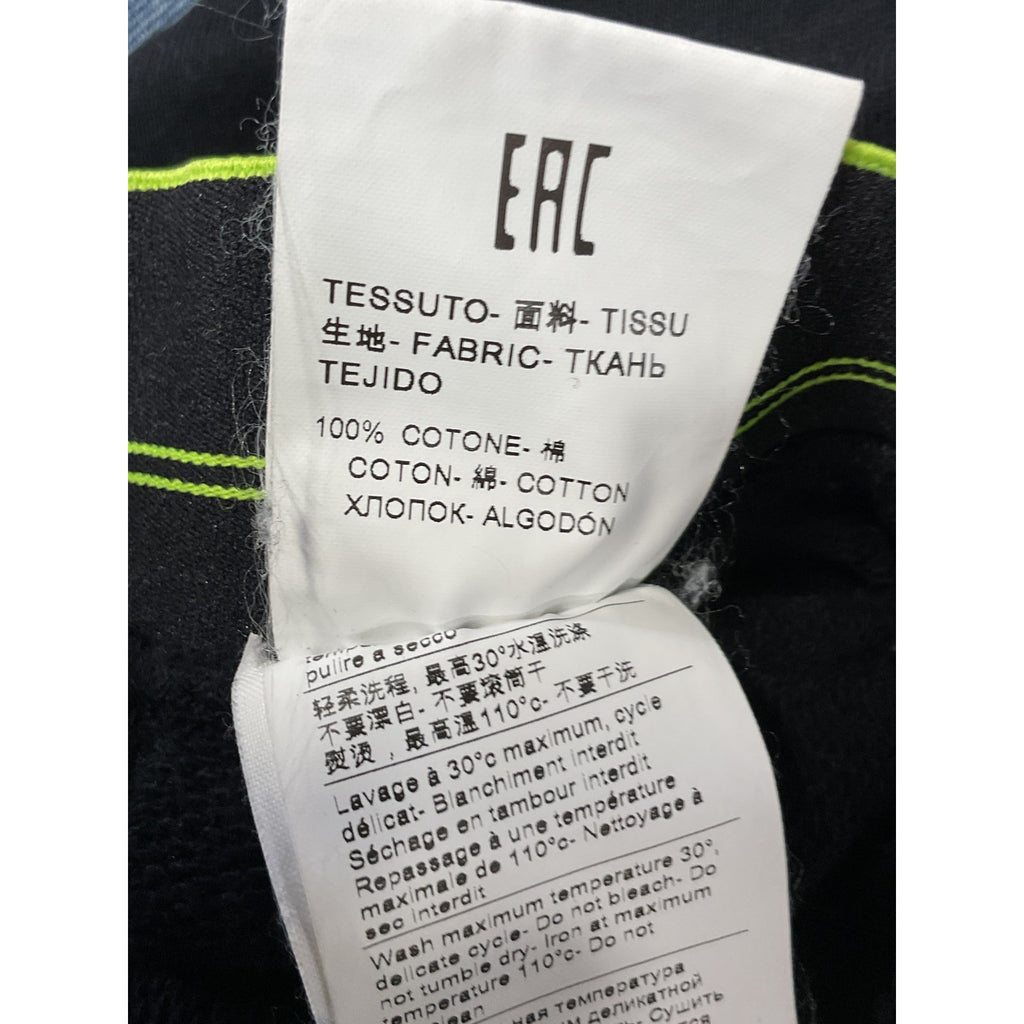 EAC
TESSUTO- 面料- TISSU
生地- FABRIC- ТКАНЬ
TEJIDO
100% COTONE- 棉
COTON- 綿- COTTON
ХЛОПОК- ALGODÓN
pulire a secco
轻柔洗程, 最高30°水温洗涤
不要漂白- 不要滚筒干
熨烫, 最高温110°c- 不要干洗
Lavage à 30°c maximum, cycle
délicat- Blanchiment interdit
Séchage en tambour interdit
Repassage à une température
maximale de 110°c- Nettoyage à
sec interdit
Wash maximum temperature 30°,
delicate cycle- Do not bleach- Do
not tumble dry- Iron at maximum
temperature 110°c- Do not
температура
деликатной
Сушить